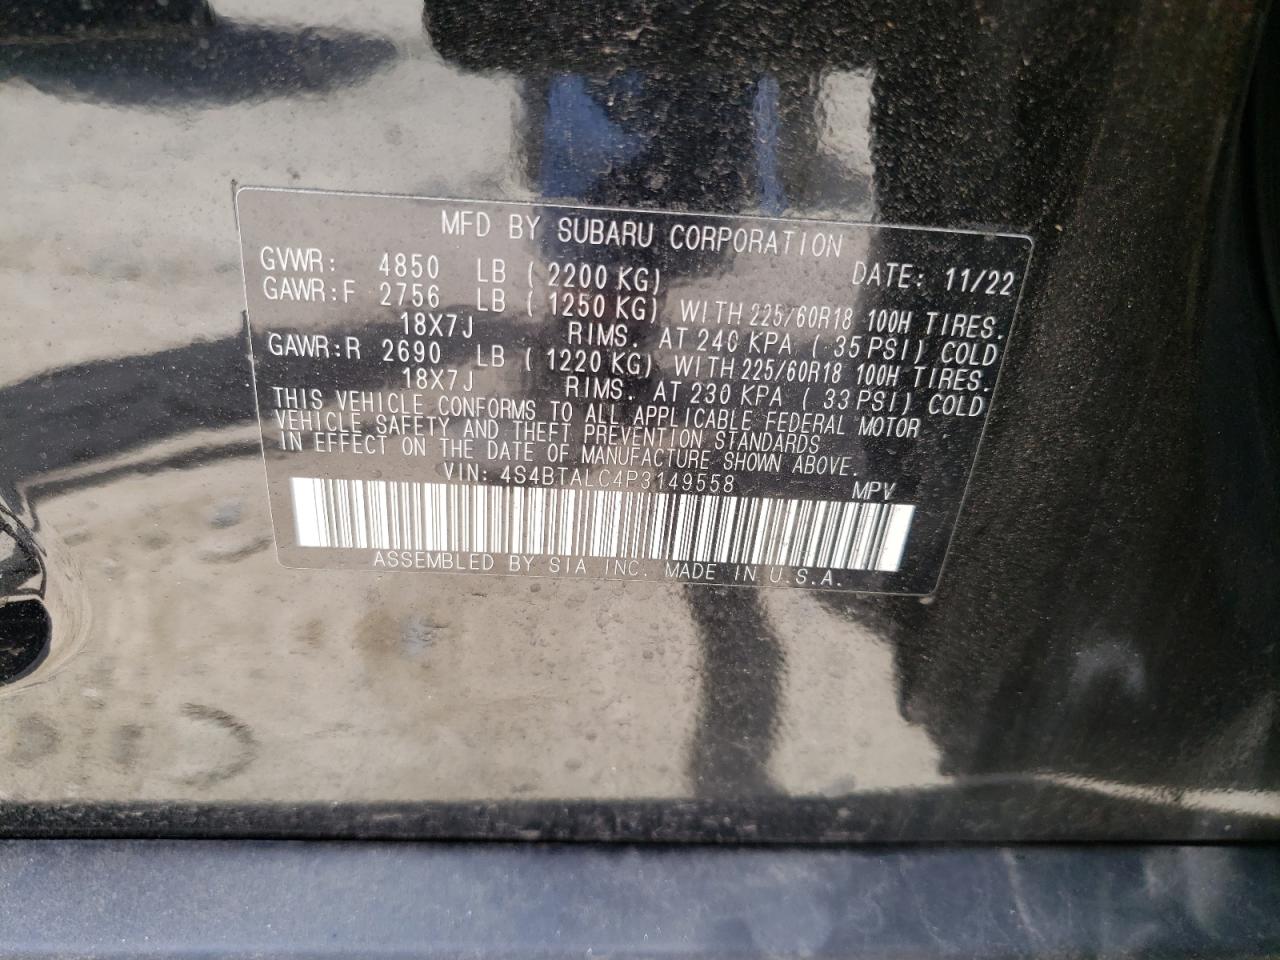 MFD BY SUBARU CORPORATION
GVWR: 4850 LB ( 2200 KG) DATE: 11/22
GAWR:F 2756 LB ( 1250 KG) WITH 225/60R18 100H TIRES.
18X7J RIMS. AT 240 KPA ( 35 PSI) COLD
GAWR:R 2690 LB ( 1220 KG) WITH 225/60R18 100H TIRES.
18X7J RIMS. AT 230 KPA ( 33 PSI) COLD
THIS VEHICLE CONFORMS TO ALL APPLICABLE FEDERAL MOTOR
VEHICLE SAFETY AND THEFT PREVENTION STANDARDS
IN EFFECT ON THE DATE OF MANUFACTURE SHOWN ABOVE.
VIN: 4S4BTALC4P3149558 MPV
ASSEMBLED BY SIA INC. MADE IN U.S.A.